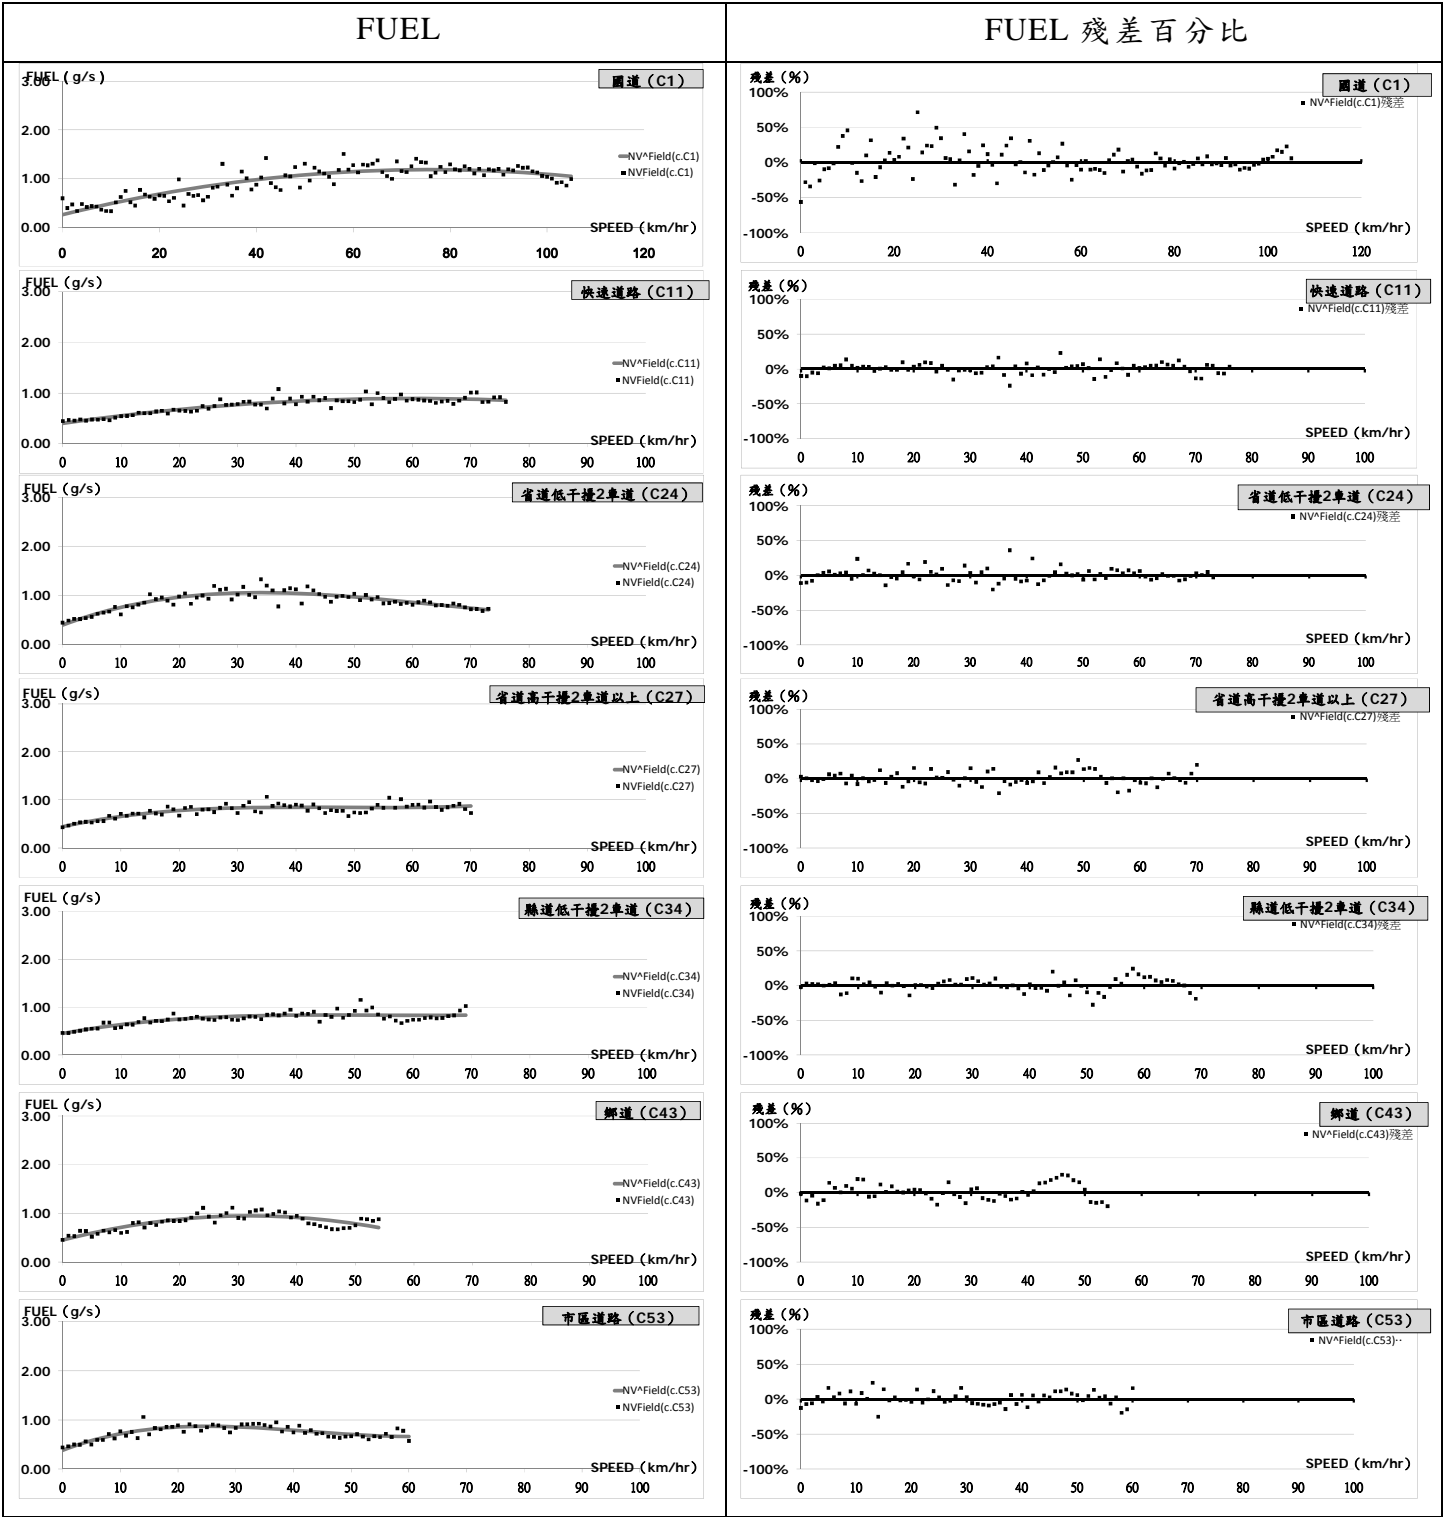 FUEL
FUEL 殘差百分比
FUEL (g/s)
國道 (C1)
3.00
2.00
1.00
0.00
NV^Field(c.C1)
NVField(c.C1)
SPEED (km/hr)
0 20 40 60 80 100 120
殘差 (%)
國道 (C1)
NV^Field(c.C1)殘差
100%
50%
0%
-50%
-100%
SPEED (km/hr)
0 20 40 60 80 100 120
FUEL (g/s)
快速道路 (C11)
3.00
2.00
1.00
0.00
NV^Field(c.C11)
NVField(c.C11)
SPEED (km/hr)
0 10 20 30 40 50 60 70 80 90 100
殘差 (%)
快速道路 (C11)
NV^Field(c.C11)殘差
100%
50%
0%
-50%
-100%
SPEED (km/hr)
0 10 20 30 40 50 60 70 80 90 100
FUEL (g/s)
省道低干擾2車道 (C24)
3.00
2.00
1.00
0.00
NV^Field(c.C24)
NVField(c.C24)
SPEED (km/hr)
0 10 20 30 40 50 60 70 80 90 100
殘差 (%)
省道低干擾2車道 (C24)
NV^Field(c.C24)殘差
100%
50%
0%
-50%
-100%
SPEED (km/hr)
0 10 20 30 40 50 60 70 80 90 100
FUEL (g/s)
省道高干擾2車道以上 (C27)
3.00
2.00
1.00
0.00
NV^Field(c.C27)
NVField(c.C27)
SPEED (km/hr)
0 10 20 30 40 50 60 70 80 90 100
殘差 (%)
省道高干擾2車道以上 (C27)
NV^Field(c.C27)殘差
100%
50%
0%
-50%
-100%
SPEED (km/hr)
0 10 20 30 40 50 60 70 80 90 100
FUEL (g/s)
縣道低干擾2車道 (C34)
3.00
2.00
1.00
0.00
NV^Field(c.C34)
NVField(c.C34)
SPEED (km/hr)
0 10 20 30 40 50 60 70 80 90 100
殘差 (%)
縣道低干擾2車道 (C34)
NV^Field(c.C34)殘差
100%
50%
0%
-50%
-100%
SPEED (km/hr)
0 10 20 30 40 50 60 70 80 90 100
FUEL (g/s)
鄉道 (C43)
3.00
2.00
1.00
0.00
NV^Field(c.C43)
NVField(c.C43)
SPEED (km/hr)
0 10 20 30 40 50 60 70 80 90 100
殘差 (%)
鄉道 (C43)
NV^Field(c.C43)殘差
100%
50%
0%
-50%
-100%
SPEED (km/hr)
0 10 20 30 40 50 60 70 80 90 100
FUEL (g/s)
市區道路 (C53)
3.00
2.00
1.00
0.00
NV^Field(c.C53)
NVField(c.C53)
SPEED (km/hr)
0 10 20 30 40 50 60 70 80 90 100
殘差 (%)
市區道路 (C53)
NV^Field(c.C53)··
100%
50%
0%
-50%
-100%
SPEED (km/hr)
0 10 20 30 40 50 60 70 80 90 100